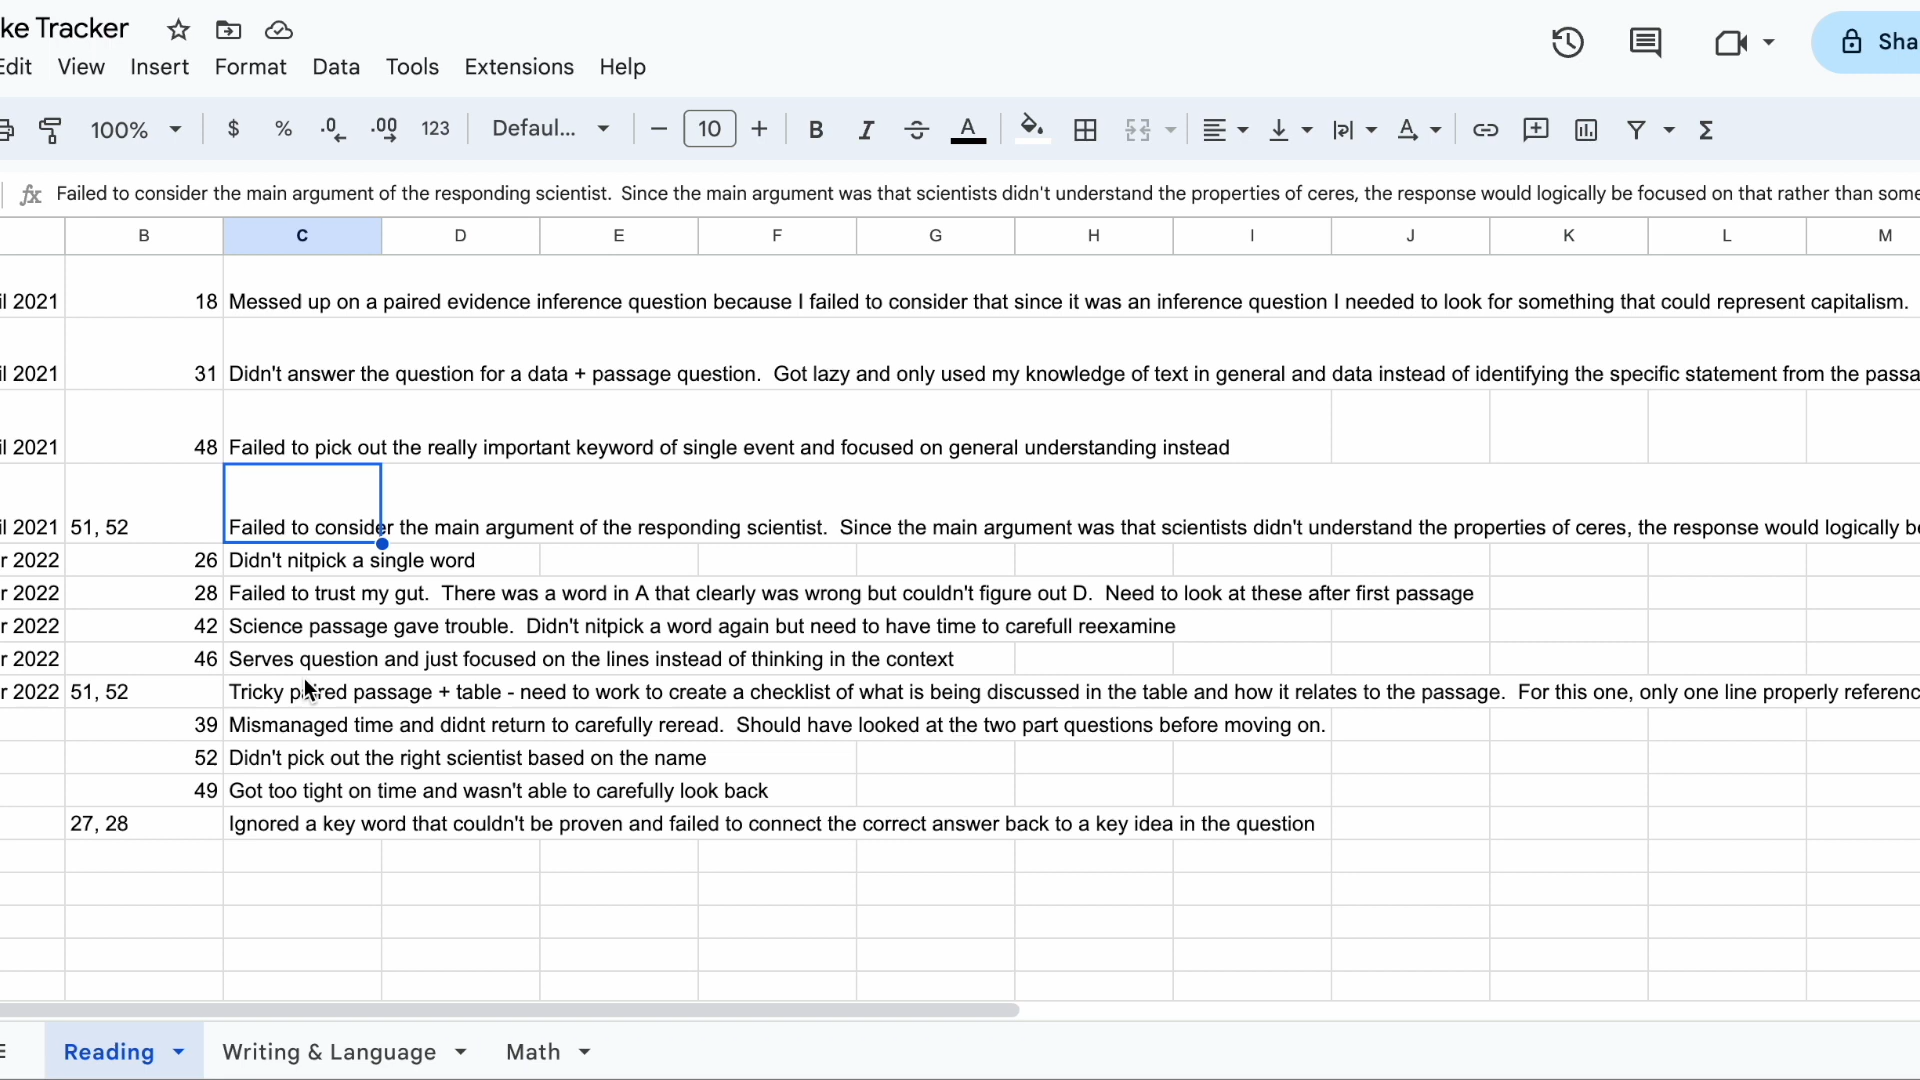 ke Tracker
Edit View Insert Format Data Tools Extensions Help
Sha
100% $ % .0 .00 123 Defaul... 10 B I S A A Σ
fx Failed to consider the main argument of the responding scientist.  Since the main argument was that scientists didn't understand the properties of ceres, the response would logically be focused on that rather than some
B C D E F G H I J K L M
il 2021 18 Messed up on a paired evidence inference question because I failed to consider that since it was an inference question I needed to look for something that could represent capitalism.
il 2021 31 Didn't answer the question for a data + passage question.  Got lazy and only used my knowledge of text in general and data instead of identifying the specific statement from the passa
il 2021 48 Failed to pick out the really important keyword of single event and focused on general understanding instead
il 2021 51, 52 Failed to consider the main argument of the responding scientist.  Since the main argument was that scientists didn't understand the properties of ceres, the response would logically be
r 2022 26 Didn't nitpick a single word
r 2022 28 Failed to trust my gut.  There was a word in A that clearly was wrong but couldn't figure out D.  Need to look at these after first passage
r 2022 42 Science passage gave trouble.  Didn't nitpick a word again but need to have time to carefull reexamine
r 2022 46 Serves question and just focused on the lines instead of thinking in the context
r 2022 51, 52 Tricky paired passage + table - need to work to create a checklist of what is being discussed in the table and how it relates to the passage.  For this one, only one line properly referenc
39 Mismanaged time and didnt return to carefully reread.  Should have looked at the two part questions before moving on.
52 Didn't pick out the right scientist based on the name
49 Got too tight on time and wasn't able to carefully look back
27, 28 Ignored a key word that couldn't be proven and failed to connect the correct answer back to a key idea in the question
Reading Writing & Language Math